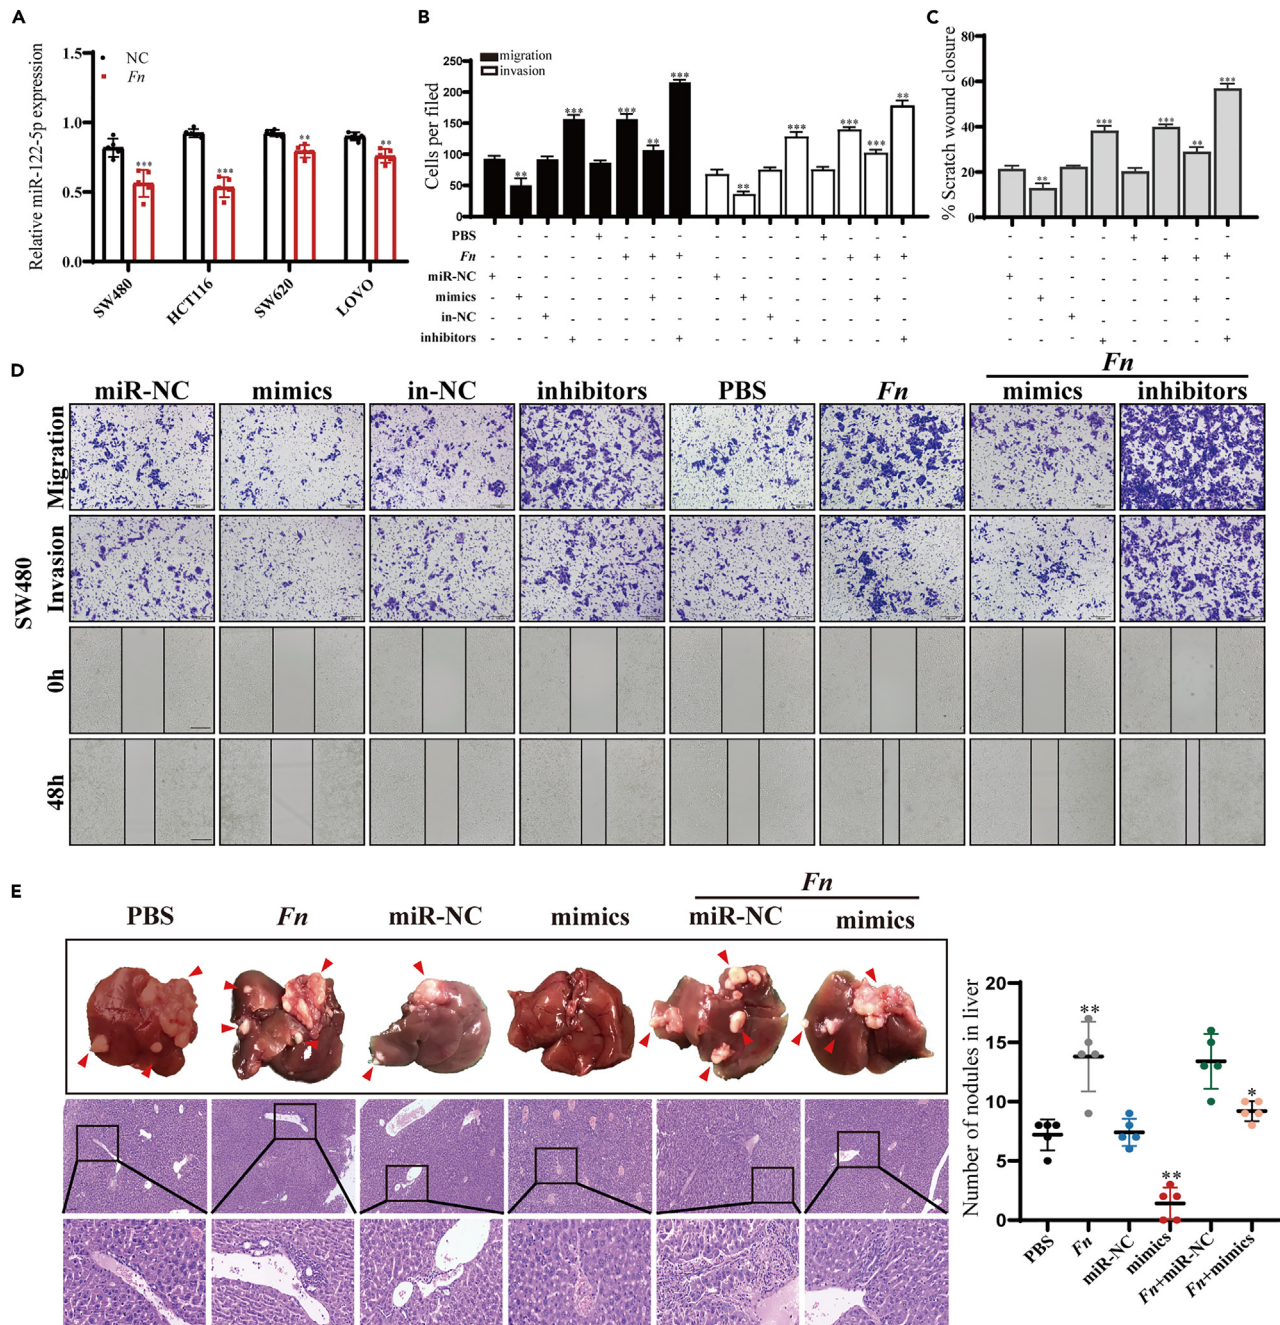 A
Relative miR-122-5p expression
1.5
1.0
0.5
0.0
NC
Fn
***
***
**
**
SW480
HCT116
SW620
LOVO
B
Cells per filed
250
200
150
100
50
0
migration
invasion
**
***
***
**
***
**
***
***
***
**
PBS - - - - + - - - - - - - + - - -
Fn - - - - - + + + - - - - - + + +
miR-NC + - - - - - - - + - - - - - - -
mimics - + - - - - + - - + - - - - + -
in-NC - - + - - - - - - - + - - - - -
inhibitors - - - + - - - + - - - + - - - +
C
% Scratch wound closure
80
60
40
20
0
**
***
***
**
***
- - - - + - - -
- - - - - + + +
+ - - - - - - -
- + - - - - + -
- - + - - - - -
- - - + - - - +
D
Fn
miR-NC mimics in-NC inhibitors PBS Fn mimics inhibitors
SW480
Migration
Invasion
0h
48h
E
Fn
PBS Fn miR-NC mimics miR-NC mimics
Number of nodules in liver
20
15
10
5
0
**
**
*
PBS
Fn
miR-NC
mimics
Fn+miR-NC
Fn+mimics